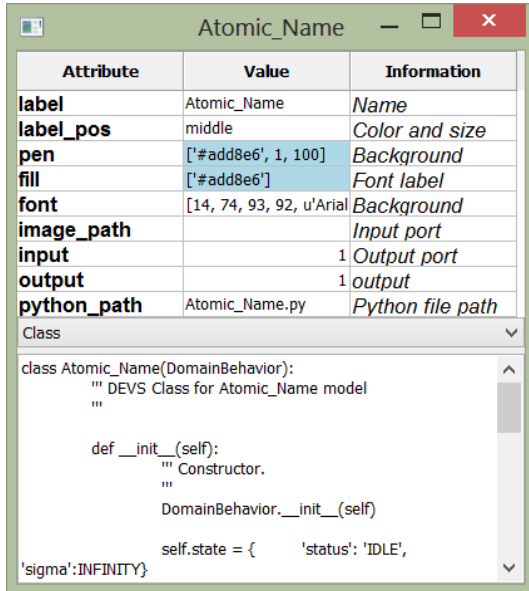 Atomic_Name
Attribute Value Information
label Atomic_Name Name
label_pos middle Color and size
pen ['#add8e6', 1, 100] Background
fill ['#add8e6'] Font label
font [14, 74, 93, 92, u'Arial Background
image_path Input port
input 1 Output port
output 1 output
python_path Atomic_Name.py Python file path
Class
class Atomic_Name(DomainBehavior):
''' DEVS Class for Atomic_Name model
'''
def __init__(self):
''' Constructor.
'''
DomainBehavior.__init__(self)
self.state = { 'status': 'IDLE',
'sigma':INFINITY}